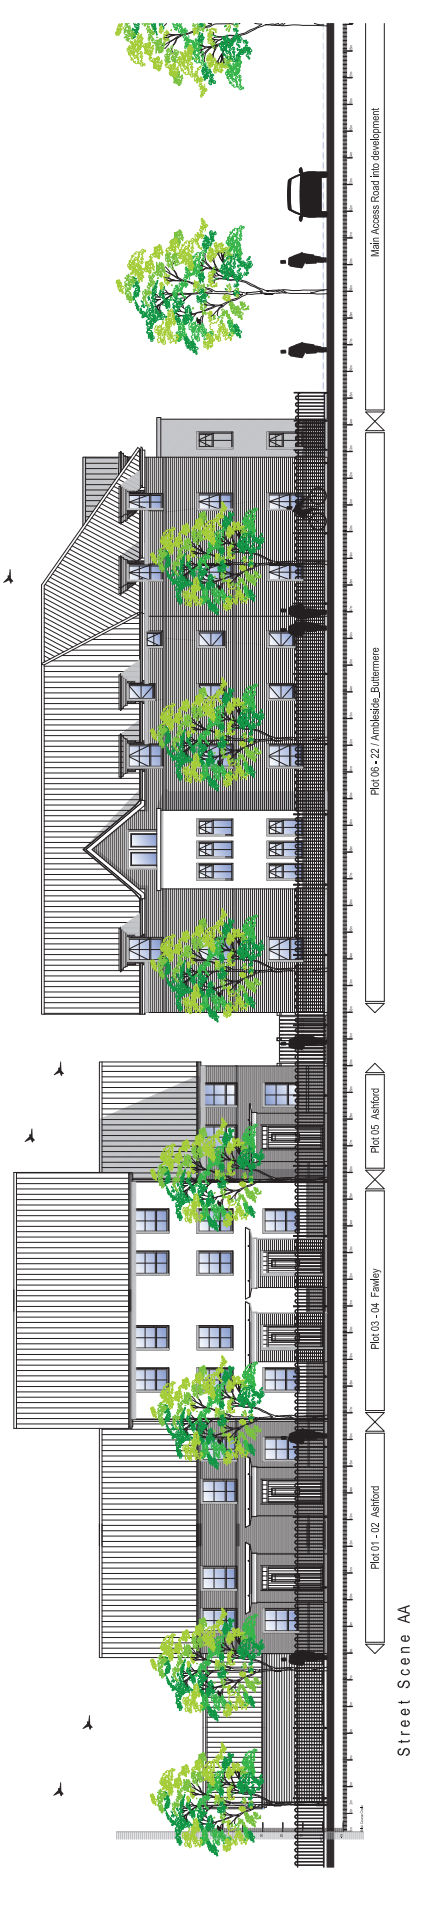 Plot 01 - 02 Ashford
Plot 03 - 04 Fawley
Plot 05 Ashford
Plot 06 - 22 / Ambleside_Buttermere
Main Access Road into development
Street Scene AA